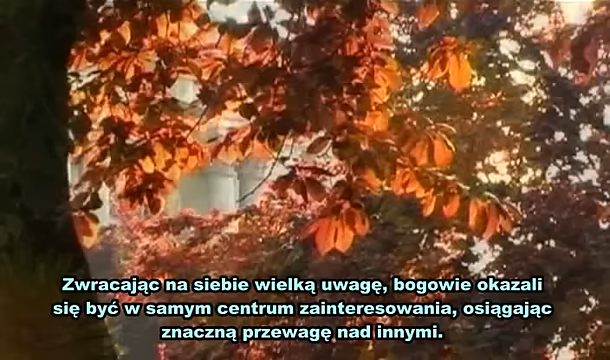 Zwracając na siebie wielką uwagę, bogowie okazali
się być w samym centrum zainteresowania, osiągając
znaczną przewagę nad innymi.